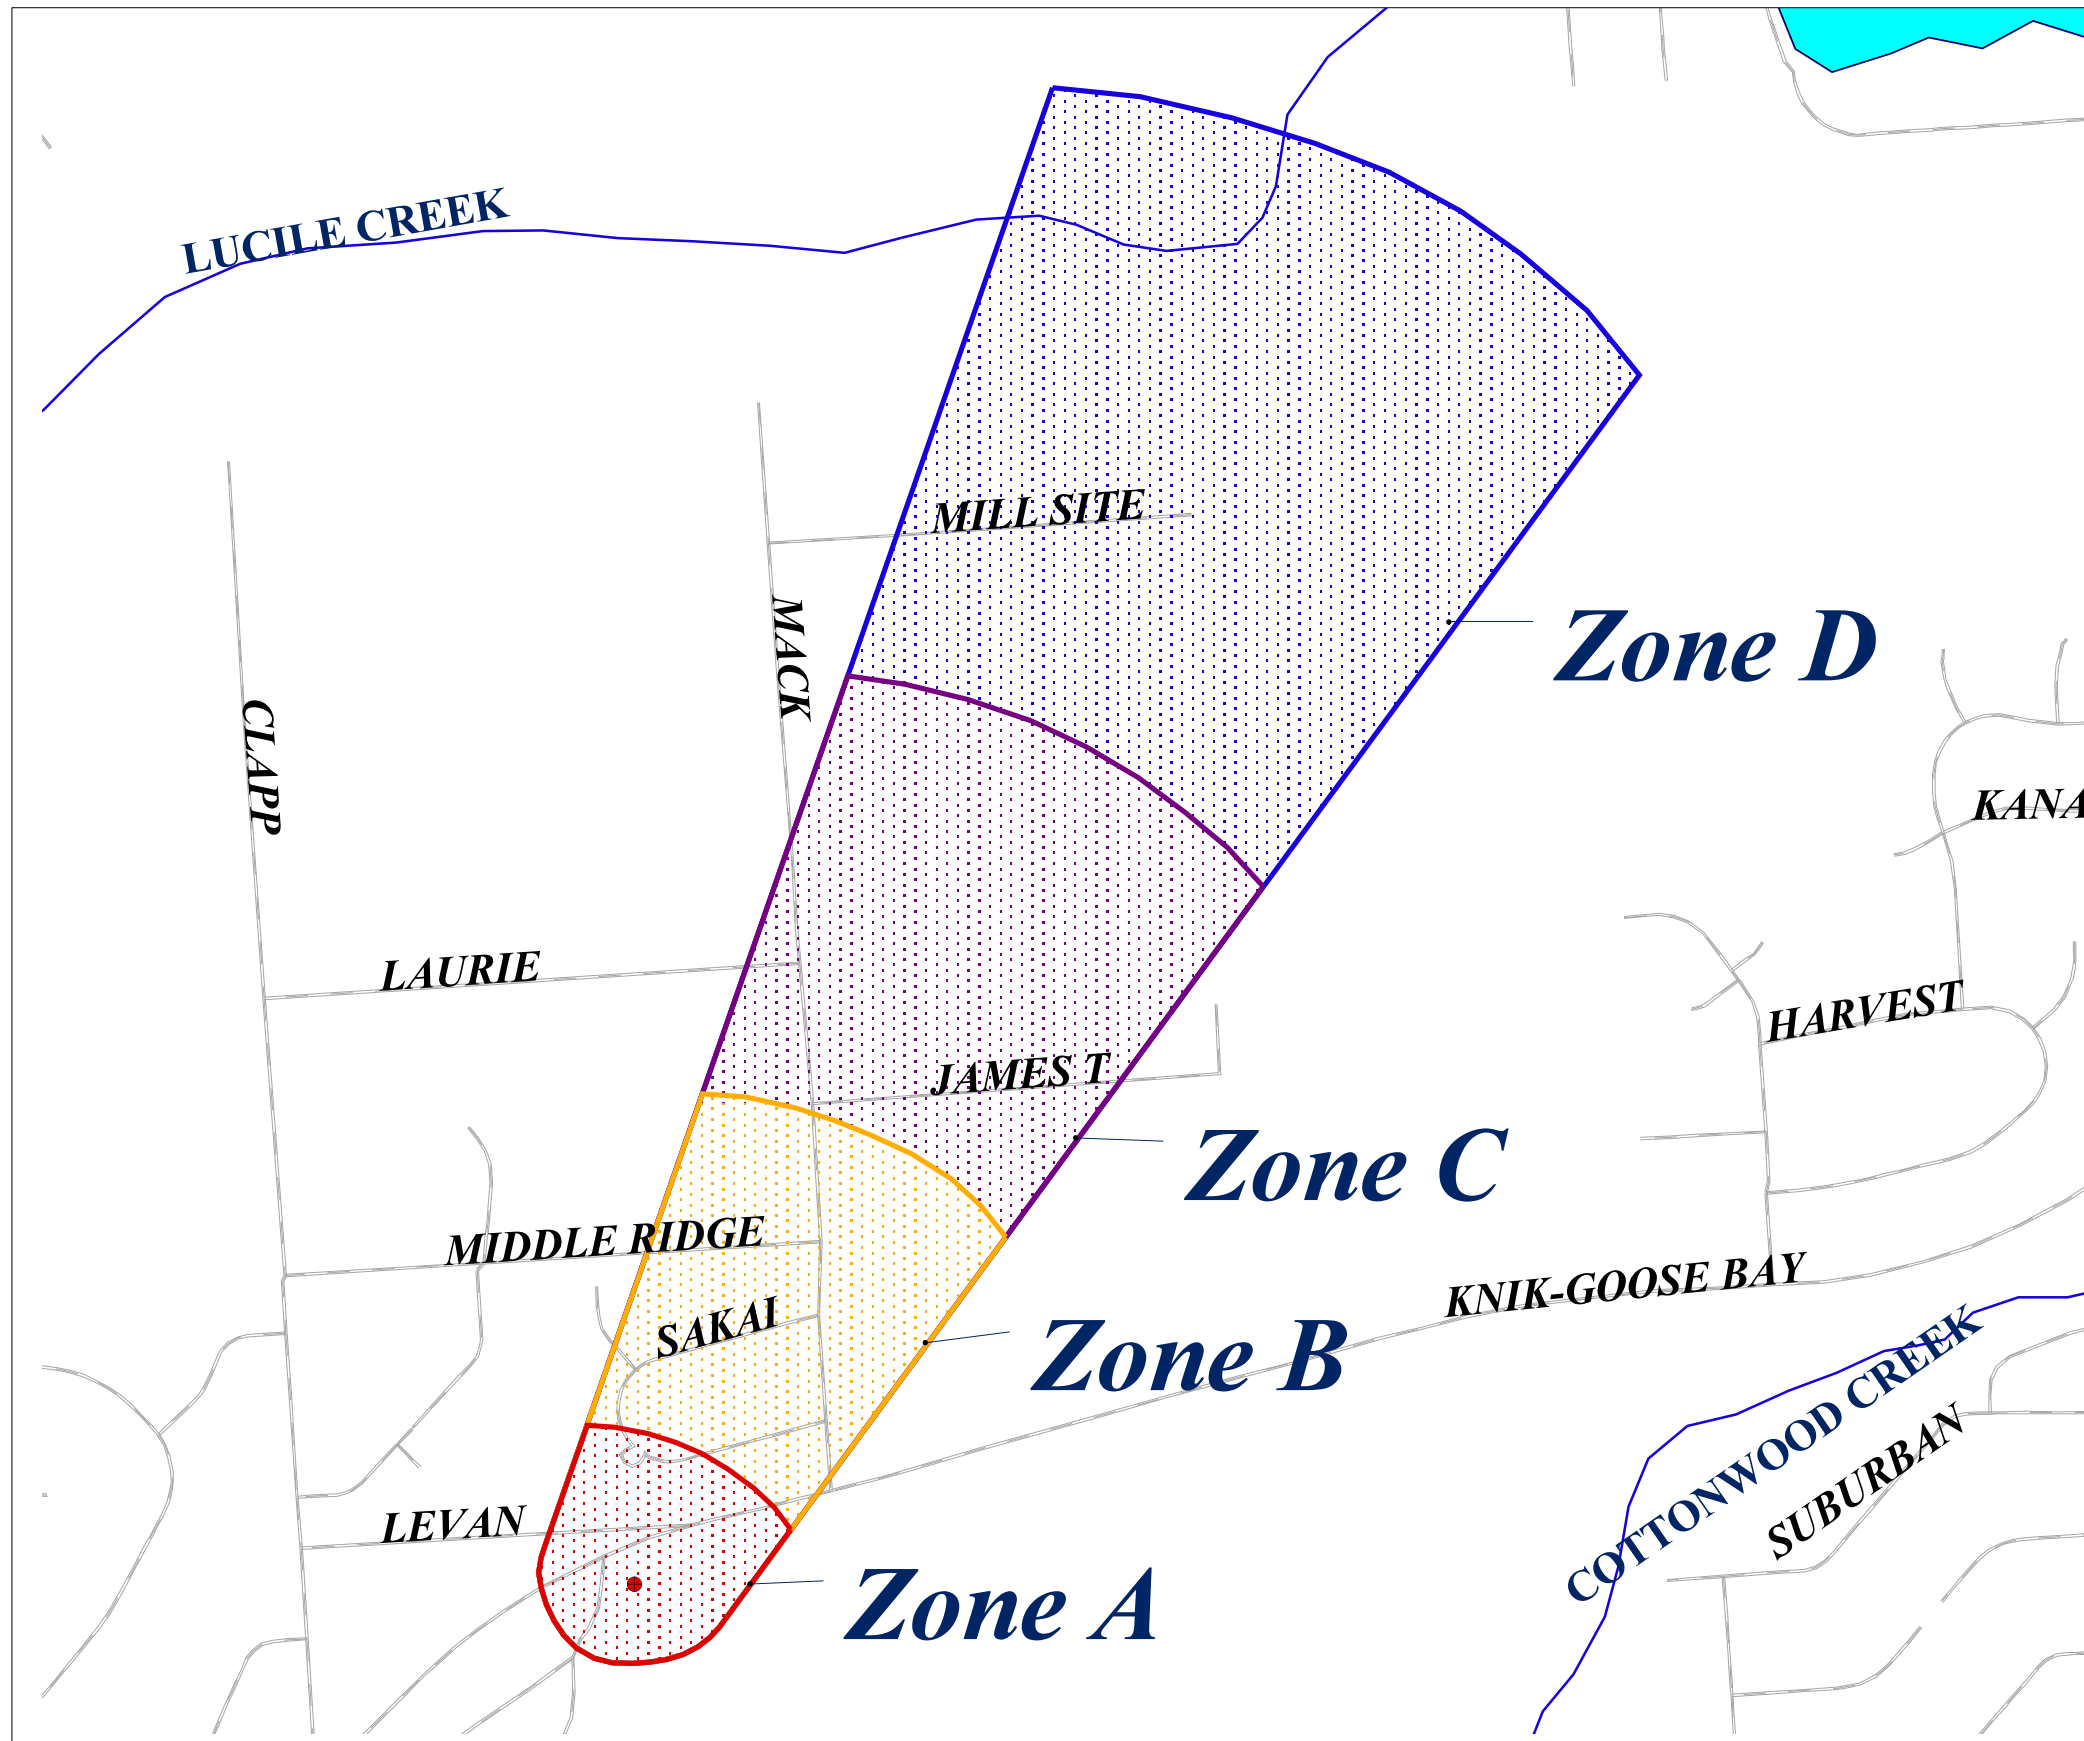 LUCILE CREEK
MILL SITE
MACK
Zone D
CLAPP
KANA
LAURIE
HARVEST
JAMES T
Zone C
MIDDLE RIDGE
KNIK-GOOSE BAY
SAKAI
Zone B
COTTONWOOD CREEK
SUBURBAN
LEVAN
Zone A